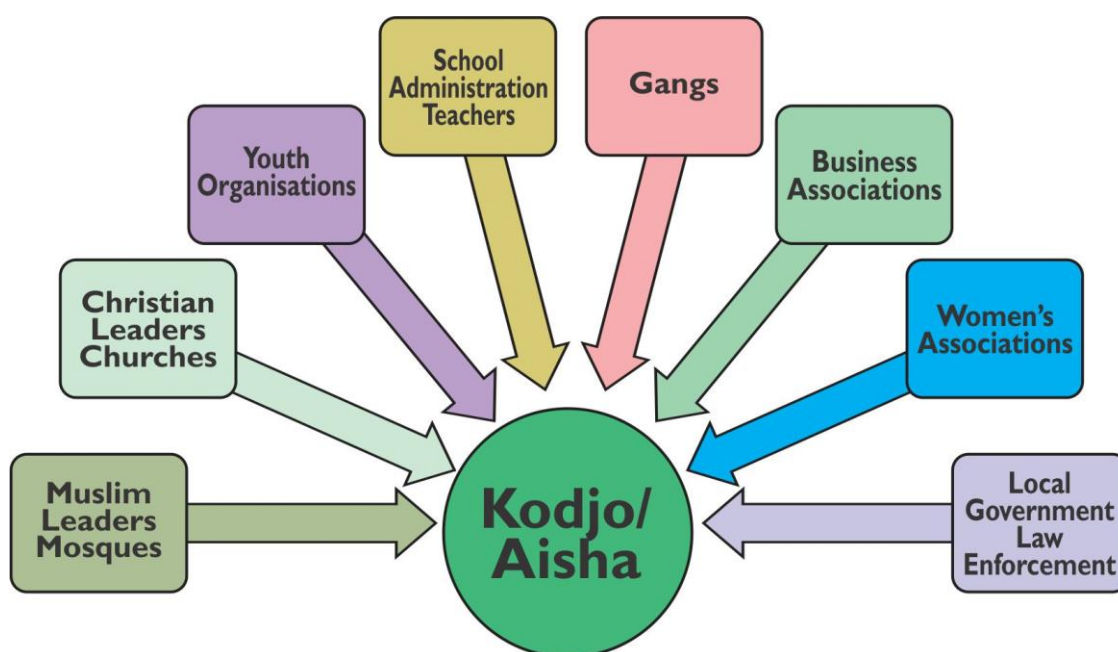 School
Administration
Teachers
Gangs
Youth
Organisations
Business
Associations
Christian
Leaders
Churches
Women’s
Associations
Muslim
Leaders
Mosques
Kodjo/
Aisha
Local
Government
Law
Enforcement